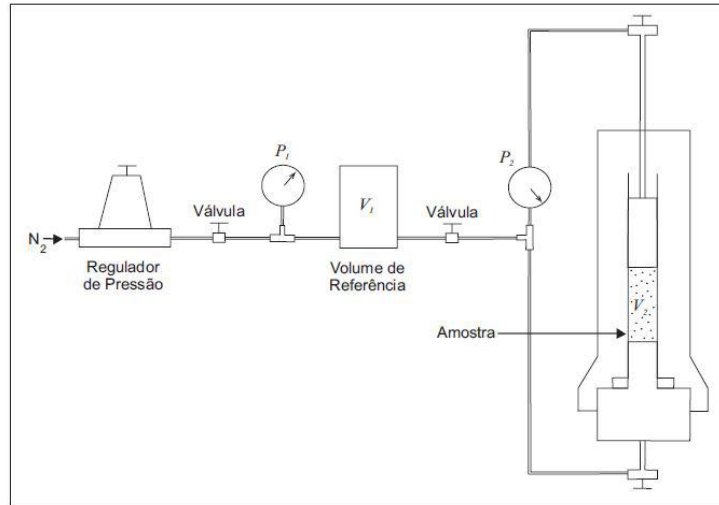 P₁
P₂
Válvula
V₁
Válvula
N₂
Regulador
de Pressão
Volume de
Referência
V₂
Amostra